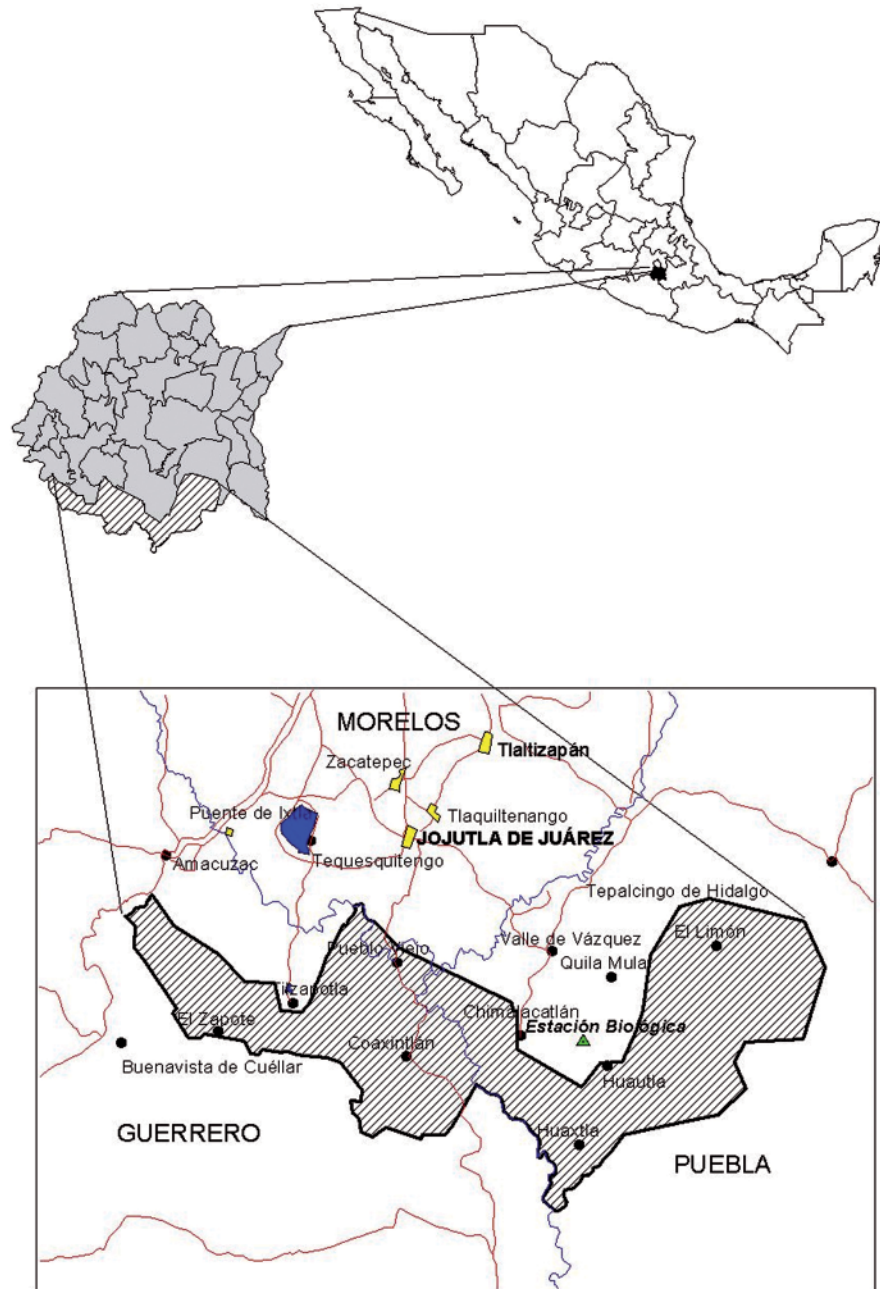 MORELOS
Tlaltizapán
Zacatepec
Puente de Ixtla
Tlaquiltenango
JOJUTLA DE JUÁREZ
Amacuzac
Tequesquitengo
Tepalcingo de Hidalgo
Pueblo Viejo
Valle de Vázquez
El Limón
Quila Mula
Tilzapotla
Chimalacatlán
Estación Biológica
El Zapote
Coaxintlán
Buenavista de Cuéllar
Huautla
GUERRERO
Huaxtla
PUEBLA